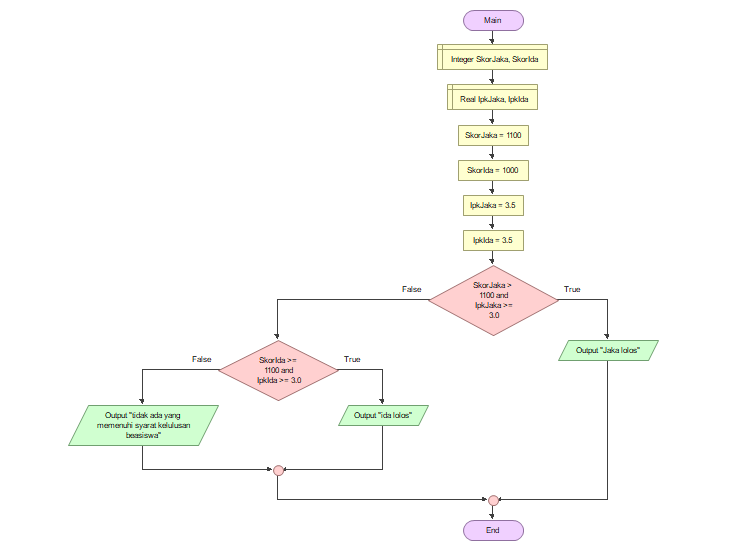 Main
Integer SkorJaka, SkorIda
Real IpkJaka, IpkIda
SkorJaka = 1100
SkorIda = 1000
IpkJaka = 3.5
IpkIda = 3.5
SkorJaka >
1100 and
IpkJaka >=
3.0
False
True
Output "Jaka lolos"
SkorIda >=
1100 and
IpkIda >= 3.0
False
True
Output "tidak ada yang
memenuhi syarat kelulusan
beasiswa"
Output "ida lolos"
End